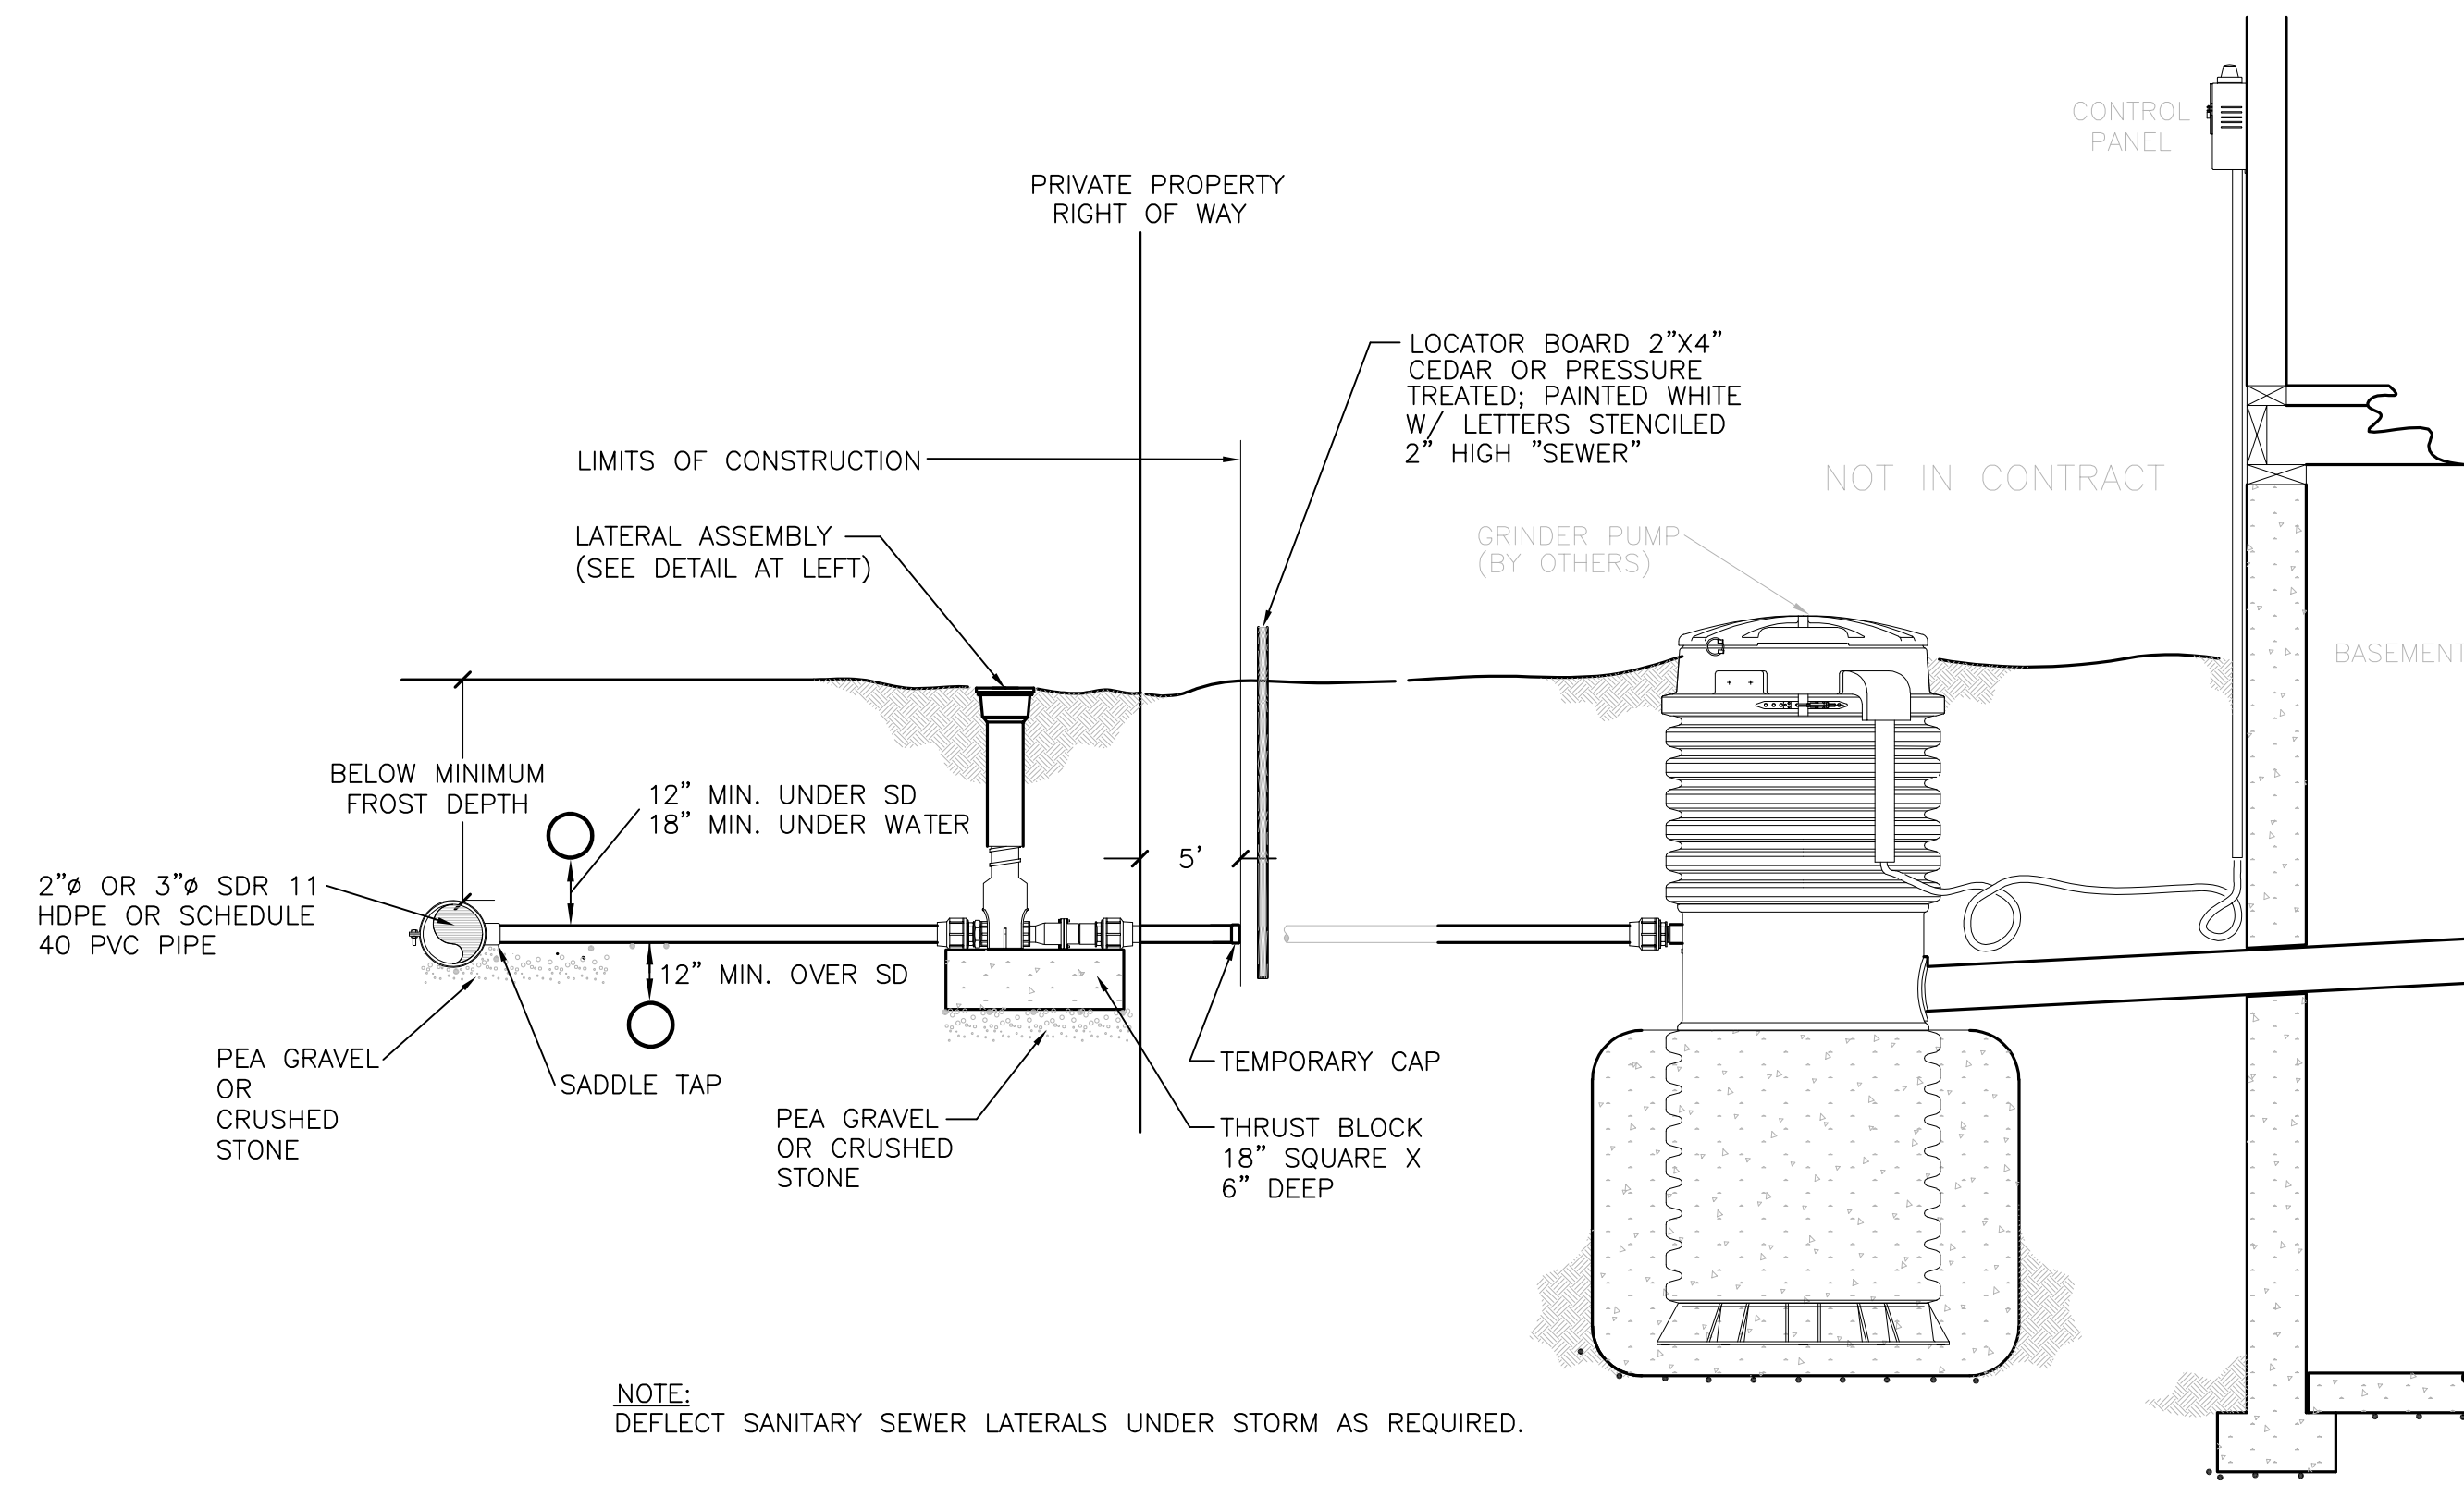 CONTROL
PANEL
PRIVATE PROPERTY
RIGHT OF WAY
LOCATOR BOARD 2"X4"
CEDAR OR PRESSURE
TREATED; PAINTED WHITE
W/ LETTERS STENCILED
2" HIGH "SEWER"
LIMITS OF CONSTRUCTION
NOT IN CONTRACT
LATERAL ASSEMBLY
(SEE DETAIL AT LEFT)
GRINDER PUMP
(BY OTHERS)
BASEMENT
BELOW MINIMUM
FROST DEPTH
12" MIN. UNDER SD
18" MIN. UNDER WATER
5'
2"ø OR 3"ø SDR 11
HDPE OR SCHEDULE
40 PVC PIPE
12" MIN. OVER SD
PEA GRAVEL
OR
CRUSHED
STONE
SADDLE TAP
PEA GRAVEL
OR CRUSHED
STONE
TEMPORARY CAP
THRUST BLOCK
18" SQUARE X
6" DEEP
NOTE:
DEFLECT SANITARY SEWER LATERALS UNDER STORM AS REQUIRED.